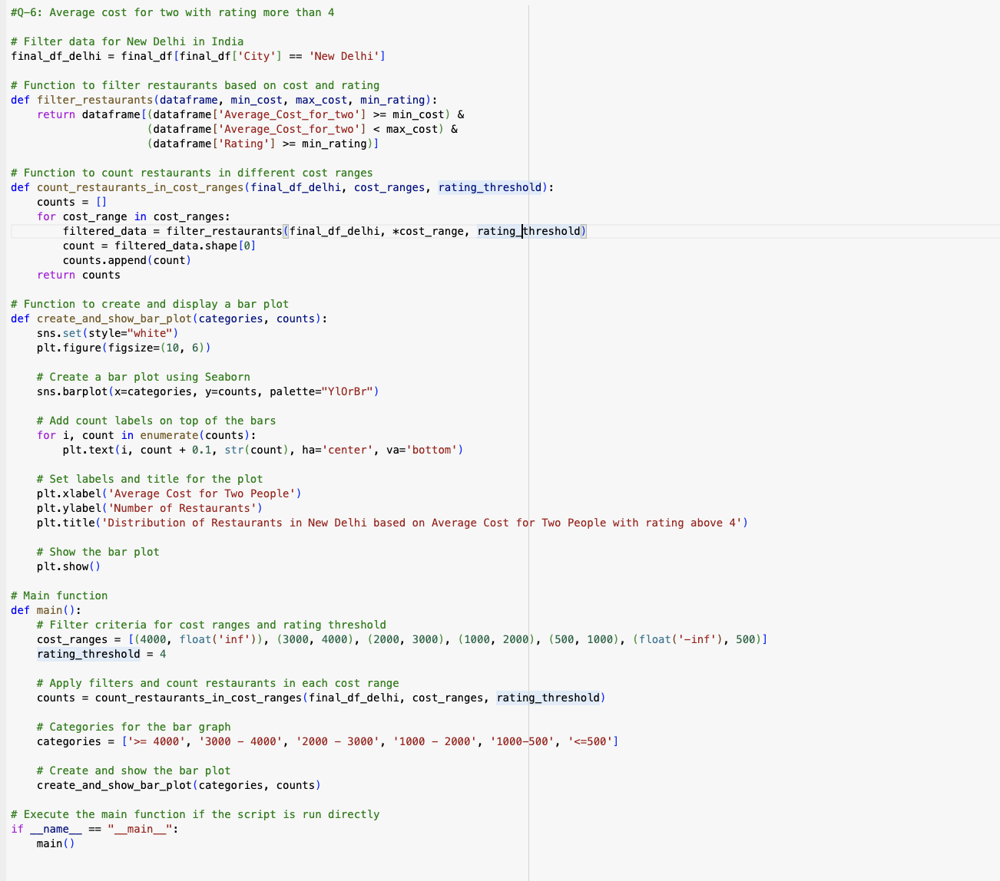 #Q-6: Average cost for two with rating more than 4
# Filter data for New Delhi in India
final_df_delhi = final_df[final_df['City'] == 'New Delhi']
# Function to filter restaurants based on cost and rating
def filter_restaurants(dataframe, min_cost, max_cost, min_rating):
    return dataframe[(dataframe['Average_Cost_for_two'] >= min_cost) &
                     (dataframe['Average_Cost_for_two'] < max_cost) &
                     (dataframe['Rating'] >= min_rating)]
# Function to count restaurants in different cost ranges
def count_restaurants_in_cost_ranges(final_df_delhi, cost_ranges, rating_threshold):
    counts = []
    for cost_range in cost_ranges:
        filtered_data = filter_restaurants(final_df_delhi, *cost_range, rating_threshold)
        count = filtered_data.shape[0]
        counts.append(count)
    return counts
# Function to create and display a bar plot
def create_and_show_bar_plot(categories, counts):
    sns.set(style="white")
    plt.figure(figsize=(10, 6))
    # Create a bar plot using Seaborn
    sns.barplot(x=categories, y=counts, palette="YlOrBr")
    # Add count labels on top of the bars
    for i, count in enumerate(counts):
        plt.text(i, count + 0.1, str(count), ha='center', va='bottom')
    # Set labels and title for the plot
    plt.xlabel('Average Cost for Two People')
    plt.ylabel('Number of Restaurants')
    plt.title('Distribution of Restaurants in New Delhi based on Average Cost for Two People with rating above 4')
    # Show the bar plot
    plt.show()
# Main function
def main():
    # Filter criteria for cost ranges and rating threshold
    cost_ranges = [(4000, float('inf')), (3000, 4000), (2000, 3000), (1000, 2000), (500, 1000), (float('-inf'), 500)]
    rating_threshold = 4
    # Apply filters and count restaurants in each cost range
    counts = count_restaurants_in_cost_ranges(final_df_delhi, cost_ranges, rating_threshold)
    # Categories for the bar graph
    categories = ['>= 4000', '3000 - 4000', '2000 - 3000', '1000 - 2000', '1000-500', '<=500']
    # Create and show the bar plot
    create_and_show_bar_plot(categories, counts)
# Execute the main function if the script is run directly
if __name__ == "__main__":
    main()